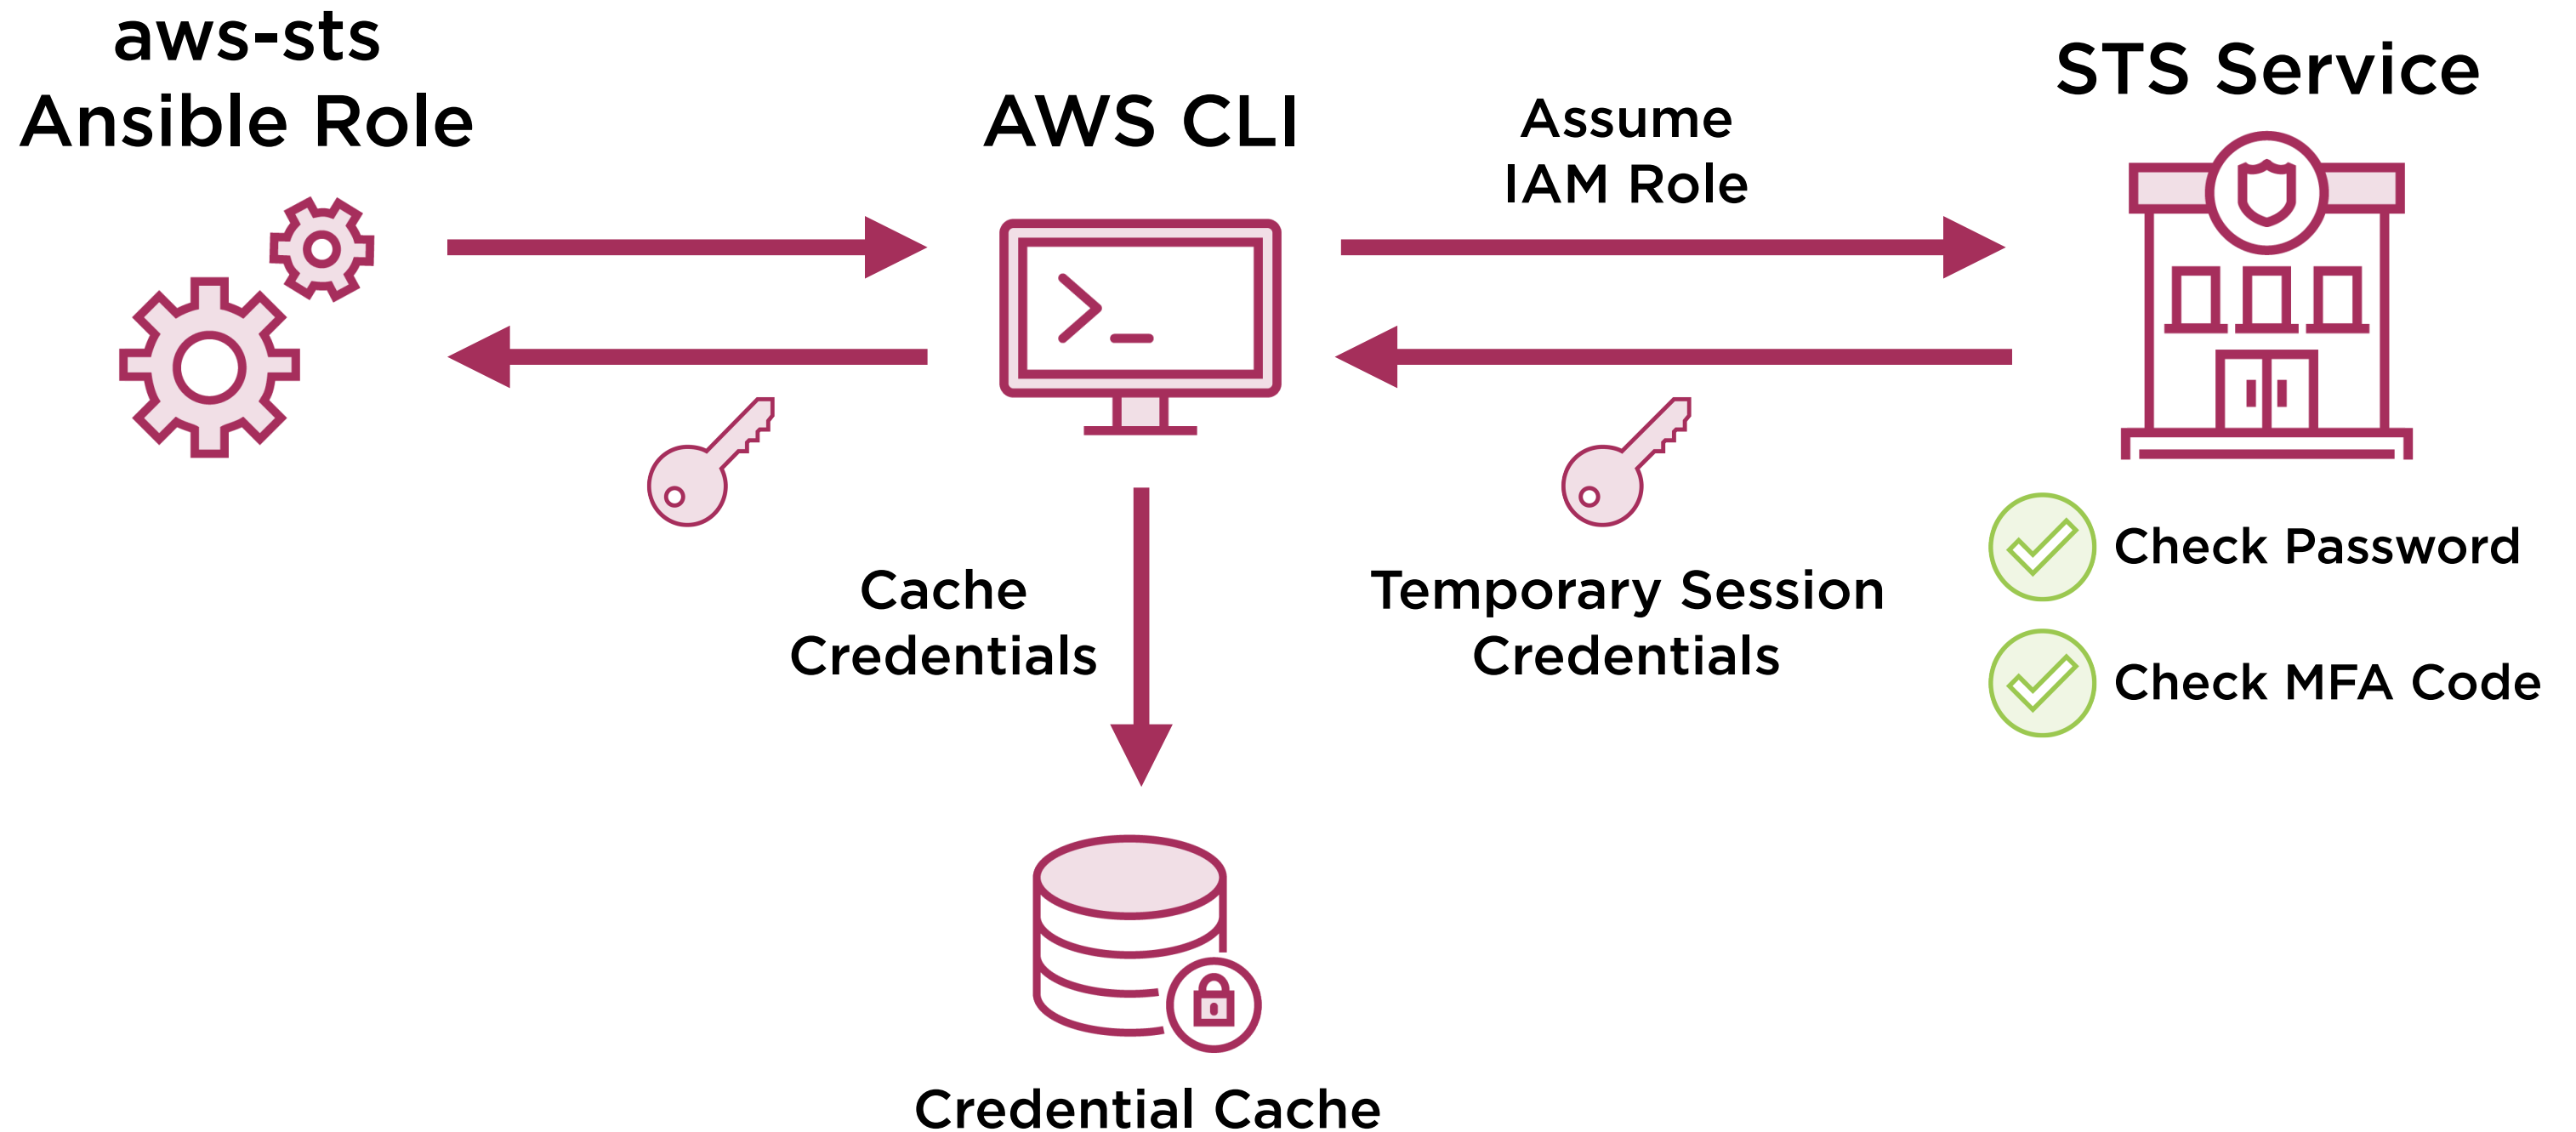 aws-sts
Ansible Role
AWS CLI
Assume
IAM Role
STS Service
>_
Cache
Credentials
Temporary Session
Credentials
Check Password
Check MFA Code
Credential Cache